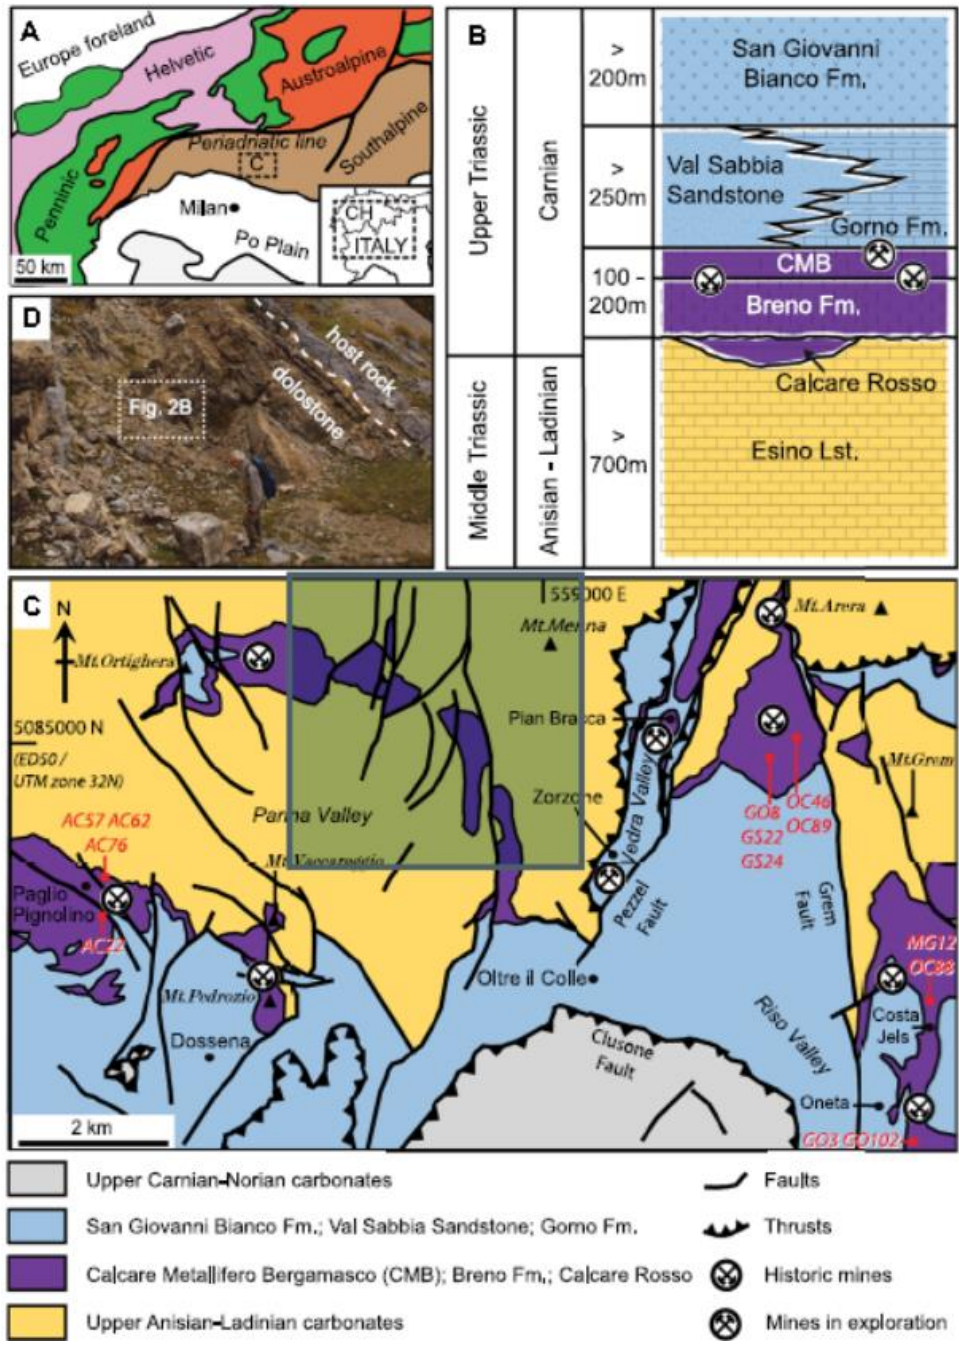 A
Europe foreland
Helvetic
Austroalpine
Periadriatic line
Southalpine
C
Penninic
Milan
Po Plain
CH
ITALY
50 km
B
Upper Triassic
Middle Triassic
Carnian
Anisian - Ladinian
>
200m
>
250m
100 -
200m
>
700m
San Giovanni
Bianco Fm.
Val Sabbia
Sandstone
Gorno Fm.
CMB
Breno Fm.
Calcare Rosso
Esino Lst.
D
host rock
dolostone
Fig. 2B
C
N
559000 E
Mt.Menna
Mt.Arera
Mt.Ortighera
5085000 N
(ED50 /
UTM zone 32N)
Plan Bracca
Mt.Grem
Zorzone
Vedra Valley
Parina Valley
Mt.Vaccareggio
AC57 AC62
AC76
GO8
GS22
GS24
OC46
OC89
Paglio
Pignolino
AC22
Pezzel
Fault
Grem
Fault
MG12
OC88
Oltre il Colle
Mt.Pedrozio
Dossena
Clusone
Fault
Riso Valley
Costa
Jels
Oneta
GO3 GO102
2 km
Upper Carnian-Norian carbonates
San Giovanni Bianco Fm.; Val Sabbia Sandstone; Gorno Fm.
Calcare Metallifero Bergamasco (CMB); Breno Fm.; Calcare Rosso
Upper Anisian-Ladinian carbonates
Faults
Thrusts
Historic mines
Mines in exploration